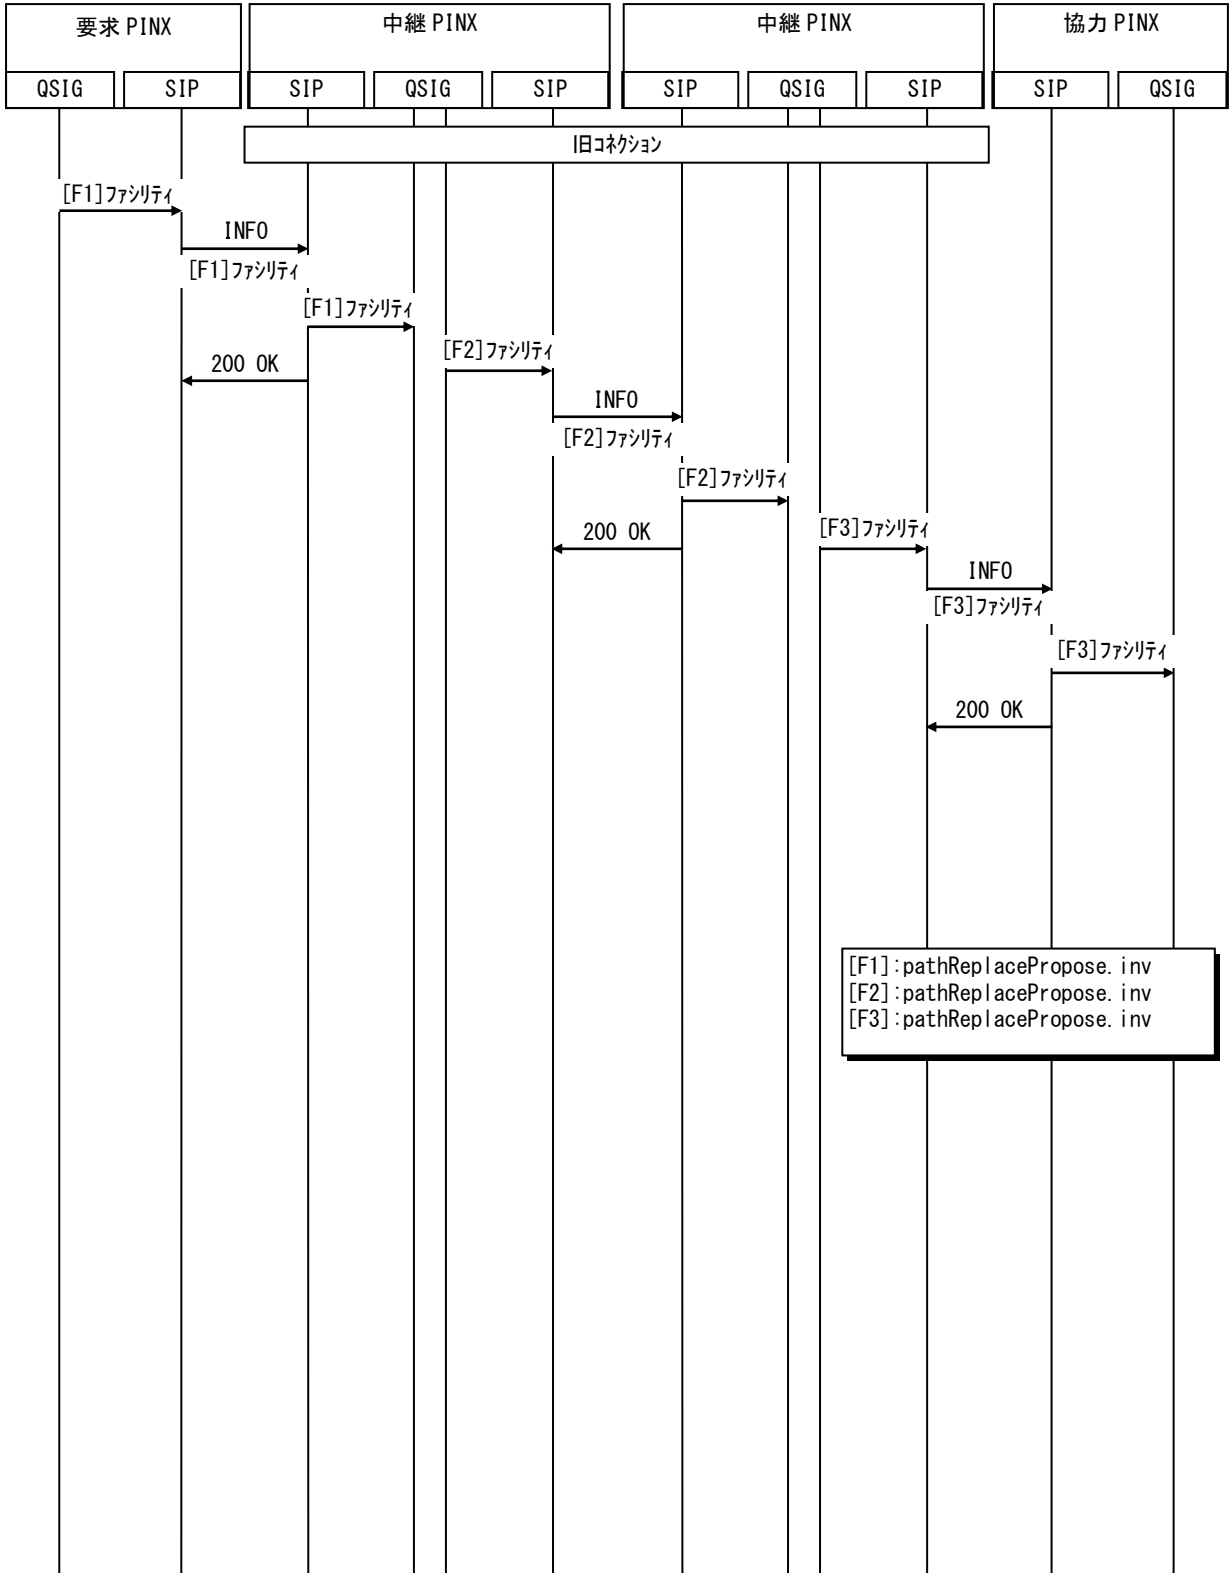 要求 PINX
中継 PINX
中継 PINX
協力 PINX
QSIG
SIP
SIP
QSIG
SIP
SIP
QSIG
SIP
SIP
QSIG
旧ｺﾈｸｼｮﾝ
[F1]ﾌｧｼﾘﾃｨ
INFO
[F1]ﾌｧｼﾘﾃｨ
[F1]ﾌｧｼﾘﾃｨ
200 OK
[F2]ﾌｧｼﾘﾃｨ
INFO
[F2]ﾌｧｼﾘﾃｨ
[F2]ﾌｧｼﾘﾃｨ
200 OK
[F3]ﾌｧｼﾘﾃｨ
INFO
[F3]ﾌｧｼﾘﾃｨ
[F3]ﾌｧｼﾘﾃｨ
200 OK
[F1]:pathReplacePropose.inv
[F2]:pathReplacePropose.inv
[F3]:pathReplacePropose.inv